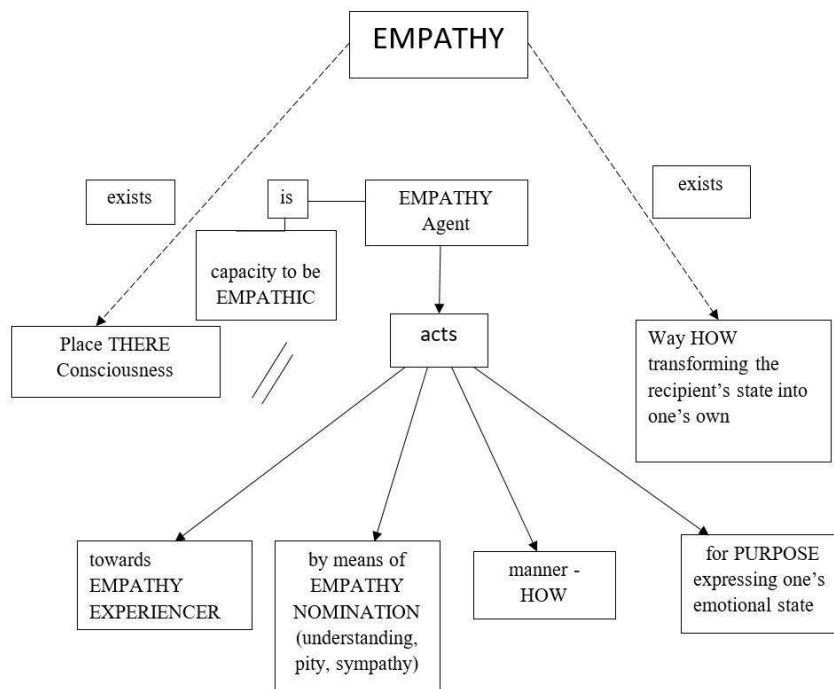 EMPATHY
exists
is
EMPATHY
Agent
exists
capacity to be
EMPATHIC
Place THERE
Consciousness
acts
Way HOW
transforming the
recipient's state into
one's own
towards
EMPATHY
EXPERIENCER
by means of
EMPATHY
NOMINATION
(understanding,
pity, sympathy)
manner -
HOW
for PURPOSE
expressing one's
emotional state